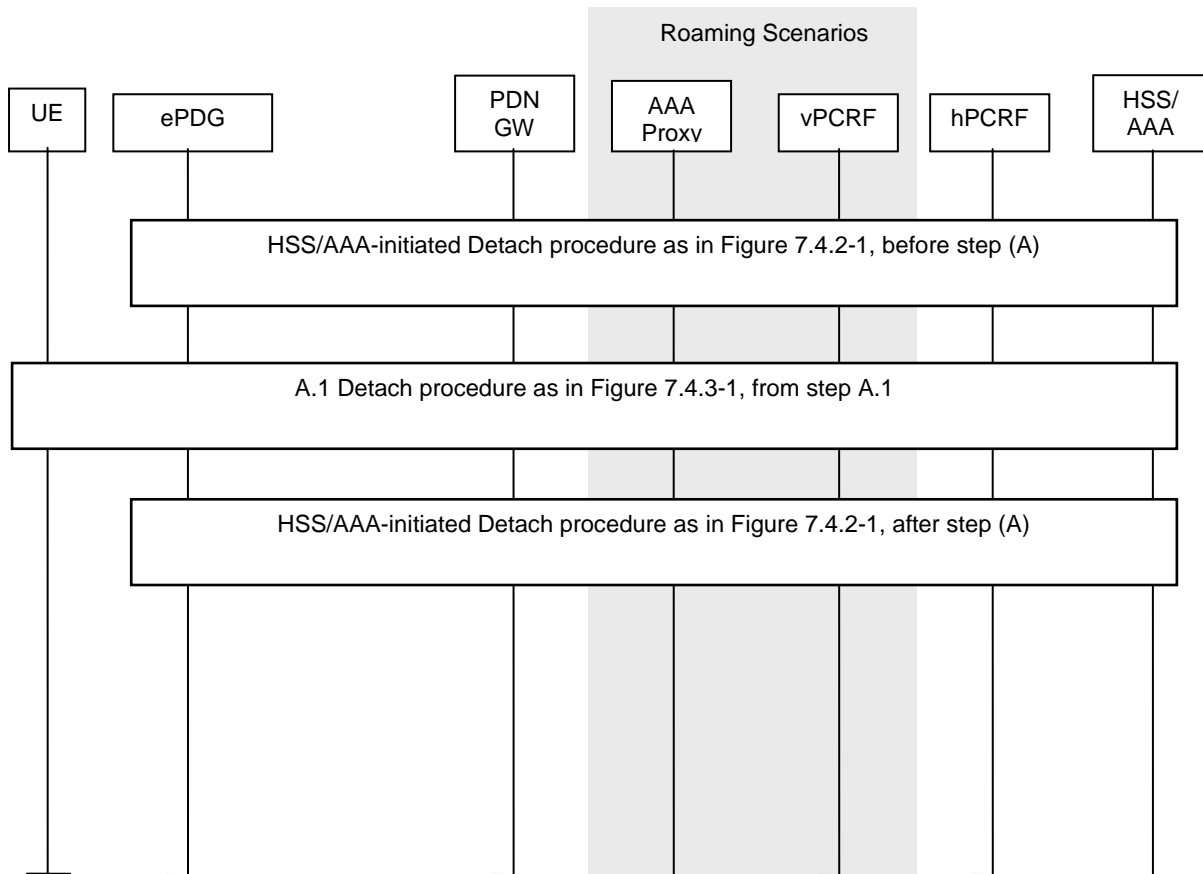 Roaming Scenarios
UE
ePDG
PDN
GW
AAA
Proxy
vPCRF
hPCRF
HSS/
AAA
HSS/AAA-initiated Detach procedure as in Figure 7.4.2-1, before step (A)
A.1 Detach procedure as in Figure 7.4.3-1, from step A.1
HSS/AAA-initiated Detach procedure as in Figure 7.4.2-1, after step (A)